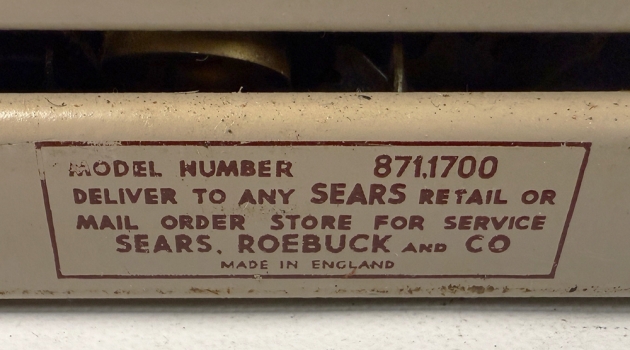 MODEL NUMBER 871.1700
DELIVER TO ANY SEARS RETAIL OR
MAIL ORDER STORE FOR SERVICE
SEARS, ROEBUCK AND CO
MADE IN ENGLAND